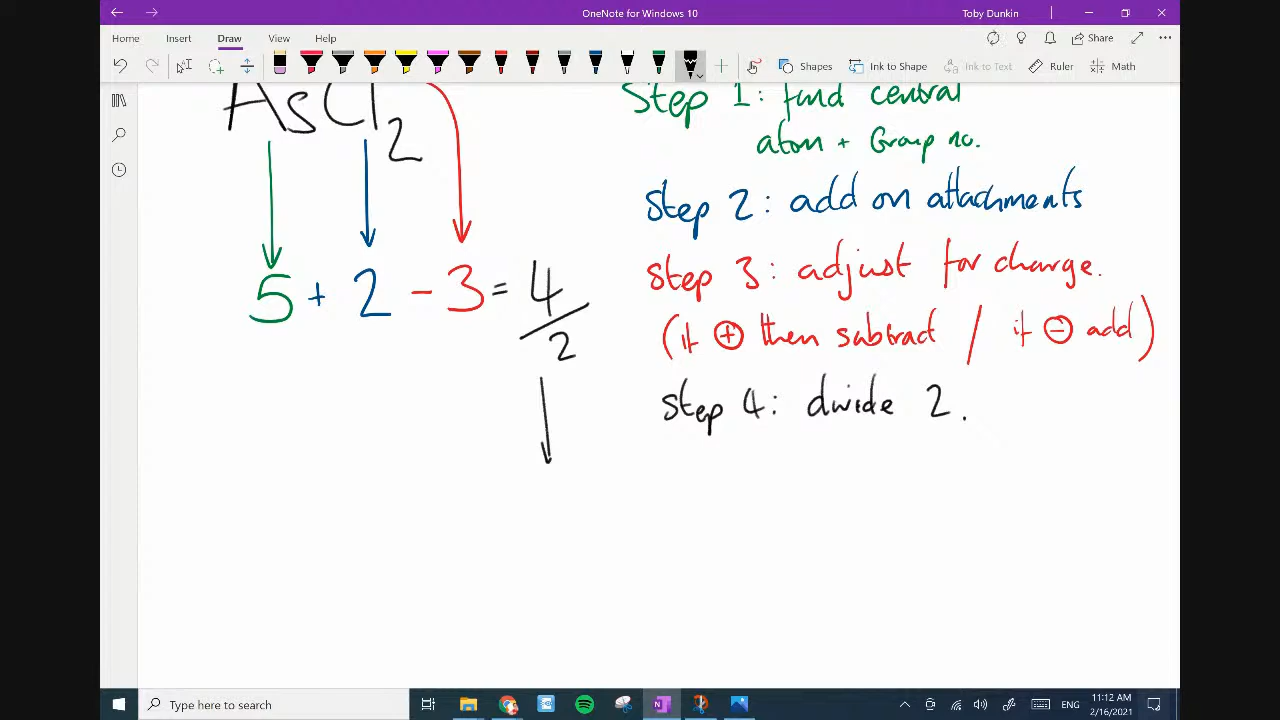 OneNote for Windows 10
Toby Dunkin
Home Insert Draw View Help
Share
Shapes Ink to Shape Ink to Text Ruler Math
AsCl2
Step 1: find central
atom + Group no.
step 2: add on attachments
step 3: adjust for charge.
(if + then subtract / if - add)
step 4: divide 2.
5 + 2 - 3 = 4/2
Type here to search
ENG
11:12 AM
2/16/2021